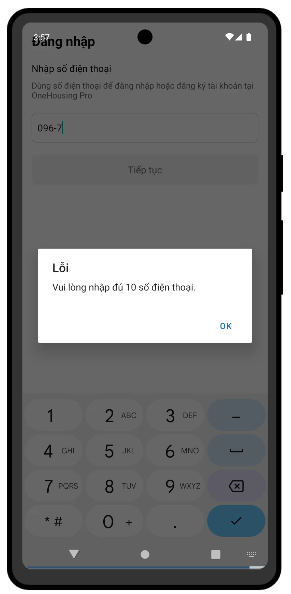 3:57
Đăng nhập
Nhập số điện thoại
Dùng số điện thoại để đăng nhập hoặc đăng ký tài khoản tại
OneHousing Pro
096-7
Tiếp tục
Lỗi
Vui lòng nhập đủ 10 số điện thoại.
OK
1 2 ABC 3 DEF –
4 GHI 5 JKL 6 MNO
7 PQRS 8 TUV 9 WXYZ
* # 0 + .